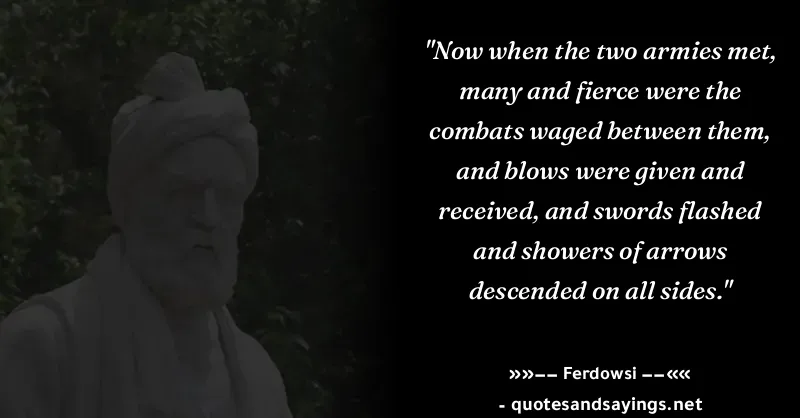 "Now when the two armies met,
many and fierce were the
combats waged between them,
and blows were given and
received, and swords flashed
and showers of arrows
descended on all sides."
»»−− Ferdowsi −−««
- quotesandsayings.net